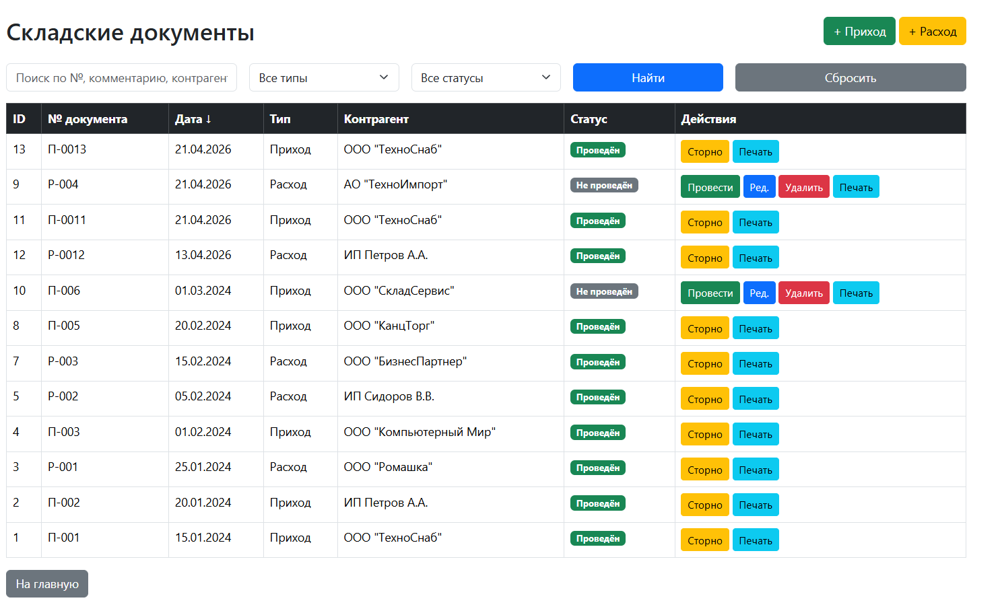 Складские документы
+ Приход + Расход
Поиск по №, комментарию, контраген Все типы Все статусы Найти Сбросить
ID № документа Дата ↓ Тип Контрагент Статус Действия
13 П-0013 21.04.2026 Приход ООО "ТехноСнаб" Проведён Сторно Печать
9 Р-004 21.04.2026 Расход АО "ТехноИмпорт" Не проведён Провести Ред. Удалить Печать
11 П-0011 21.04.2026 Приход ООО "ТехноСнаб" Проведён Сторно Печать
12 Р-0012 13.04.2026 Расход ИП Петров А.А. Проведён Сторно Печать
10 П-006 01.03.2024 Приход ООО "СкладСервис" Не проведён Провести Ред. Удалить Печать
8 П-005 20.02.2024 Приход ООО "КанцТорг" Проведён Сторно Печать
7 Р-003 15.02.2024 Расход ООО "БизнесПартнер" Проведён Сторно Печать
5 Р-002 05.02.2024 Расход ИП Сидоров В.В. Проведён Сторно Печать
4 П-003 01.02.2024 Приход ООО "Компьютерный Мир" Проведён Сторно Печать
3 Р-001 25.01.2024 Расход ООО "Ромашка" Проведён Сторно Печать
2 П-002 20.01.2024 Приход ИП Петров А.А. Проведён Сторно Печать
1 П-001 15.01.2024 Приход ООО "ТехноСнаб" Проведён Сторно Печать
На главную